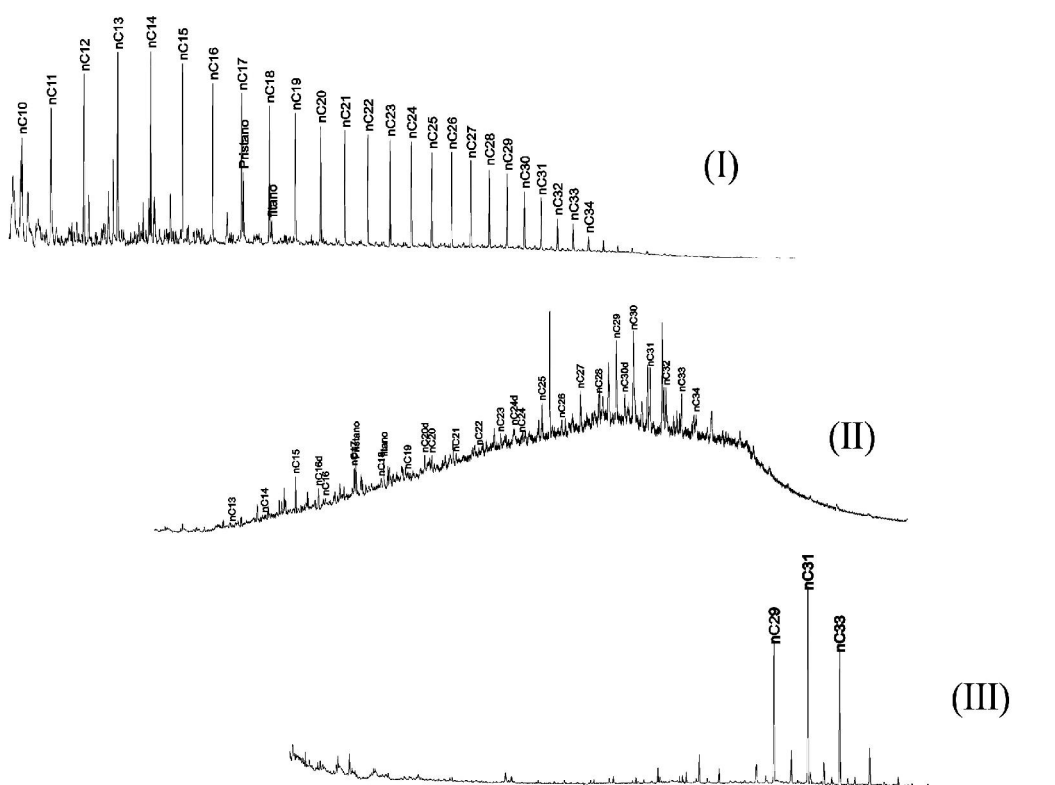 nC10
nC11
nC12
nC13
nC14
nC15
nC16
nC17
Pristano
nC18
fitano
nC19
nC20
nC21
nC22
nC23
nC24
nC25
nC26
nC27
nC28
nC29
nC30
nC31
nC32
nC33
nC34
(I)
nC13
nC14
nC15
nC16d
nC16
nC17
Pristano
nC18
fitano
nC19
nC20d
nC20
nC21
nC22
nC23
nC24d
nC24
nC25
nC26
nC27
nC28
nC29
nC30d
nC30
nC31
nC32
nC33
nC34
(II)
nC29
nC31
nC33
(III)